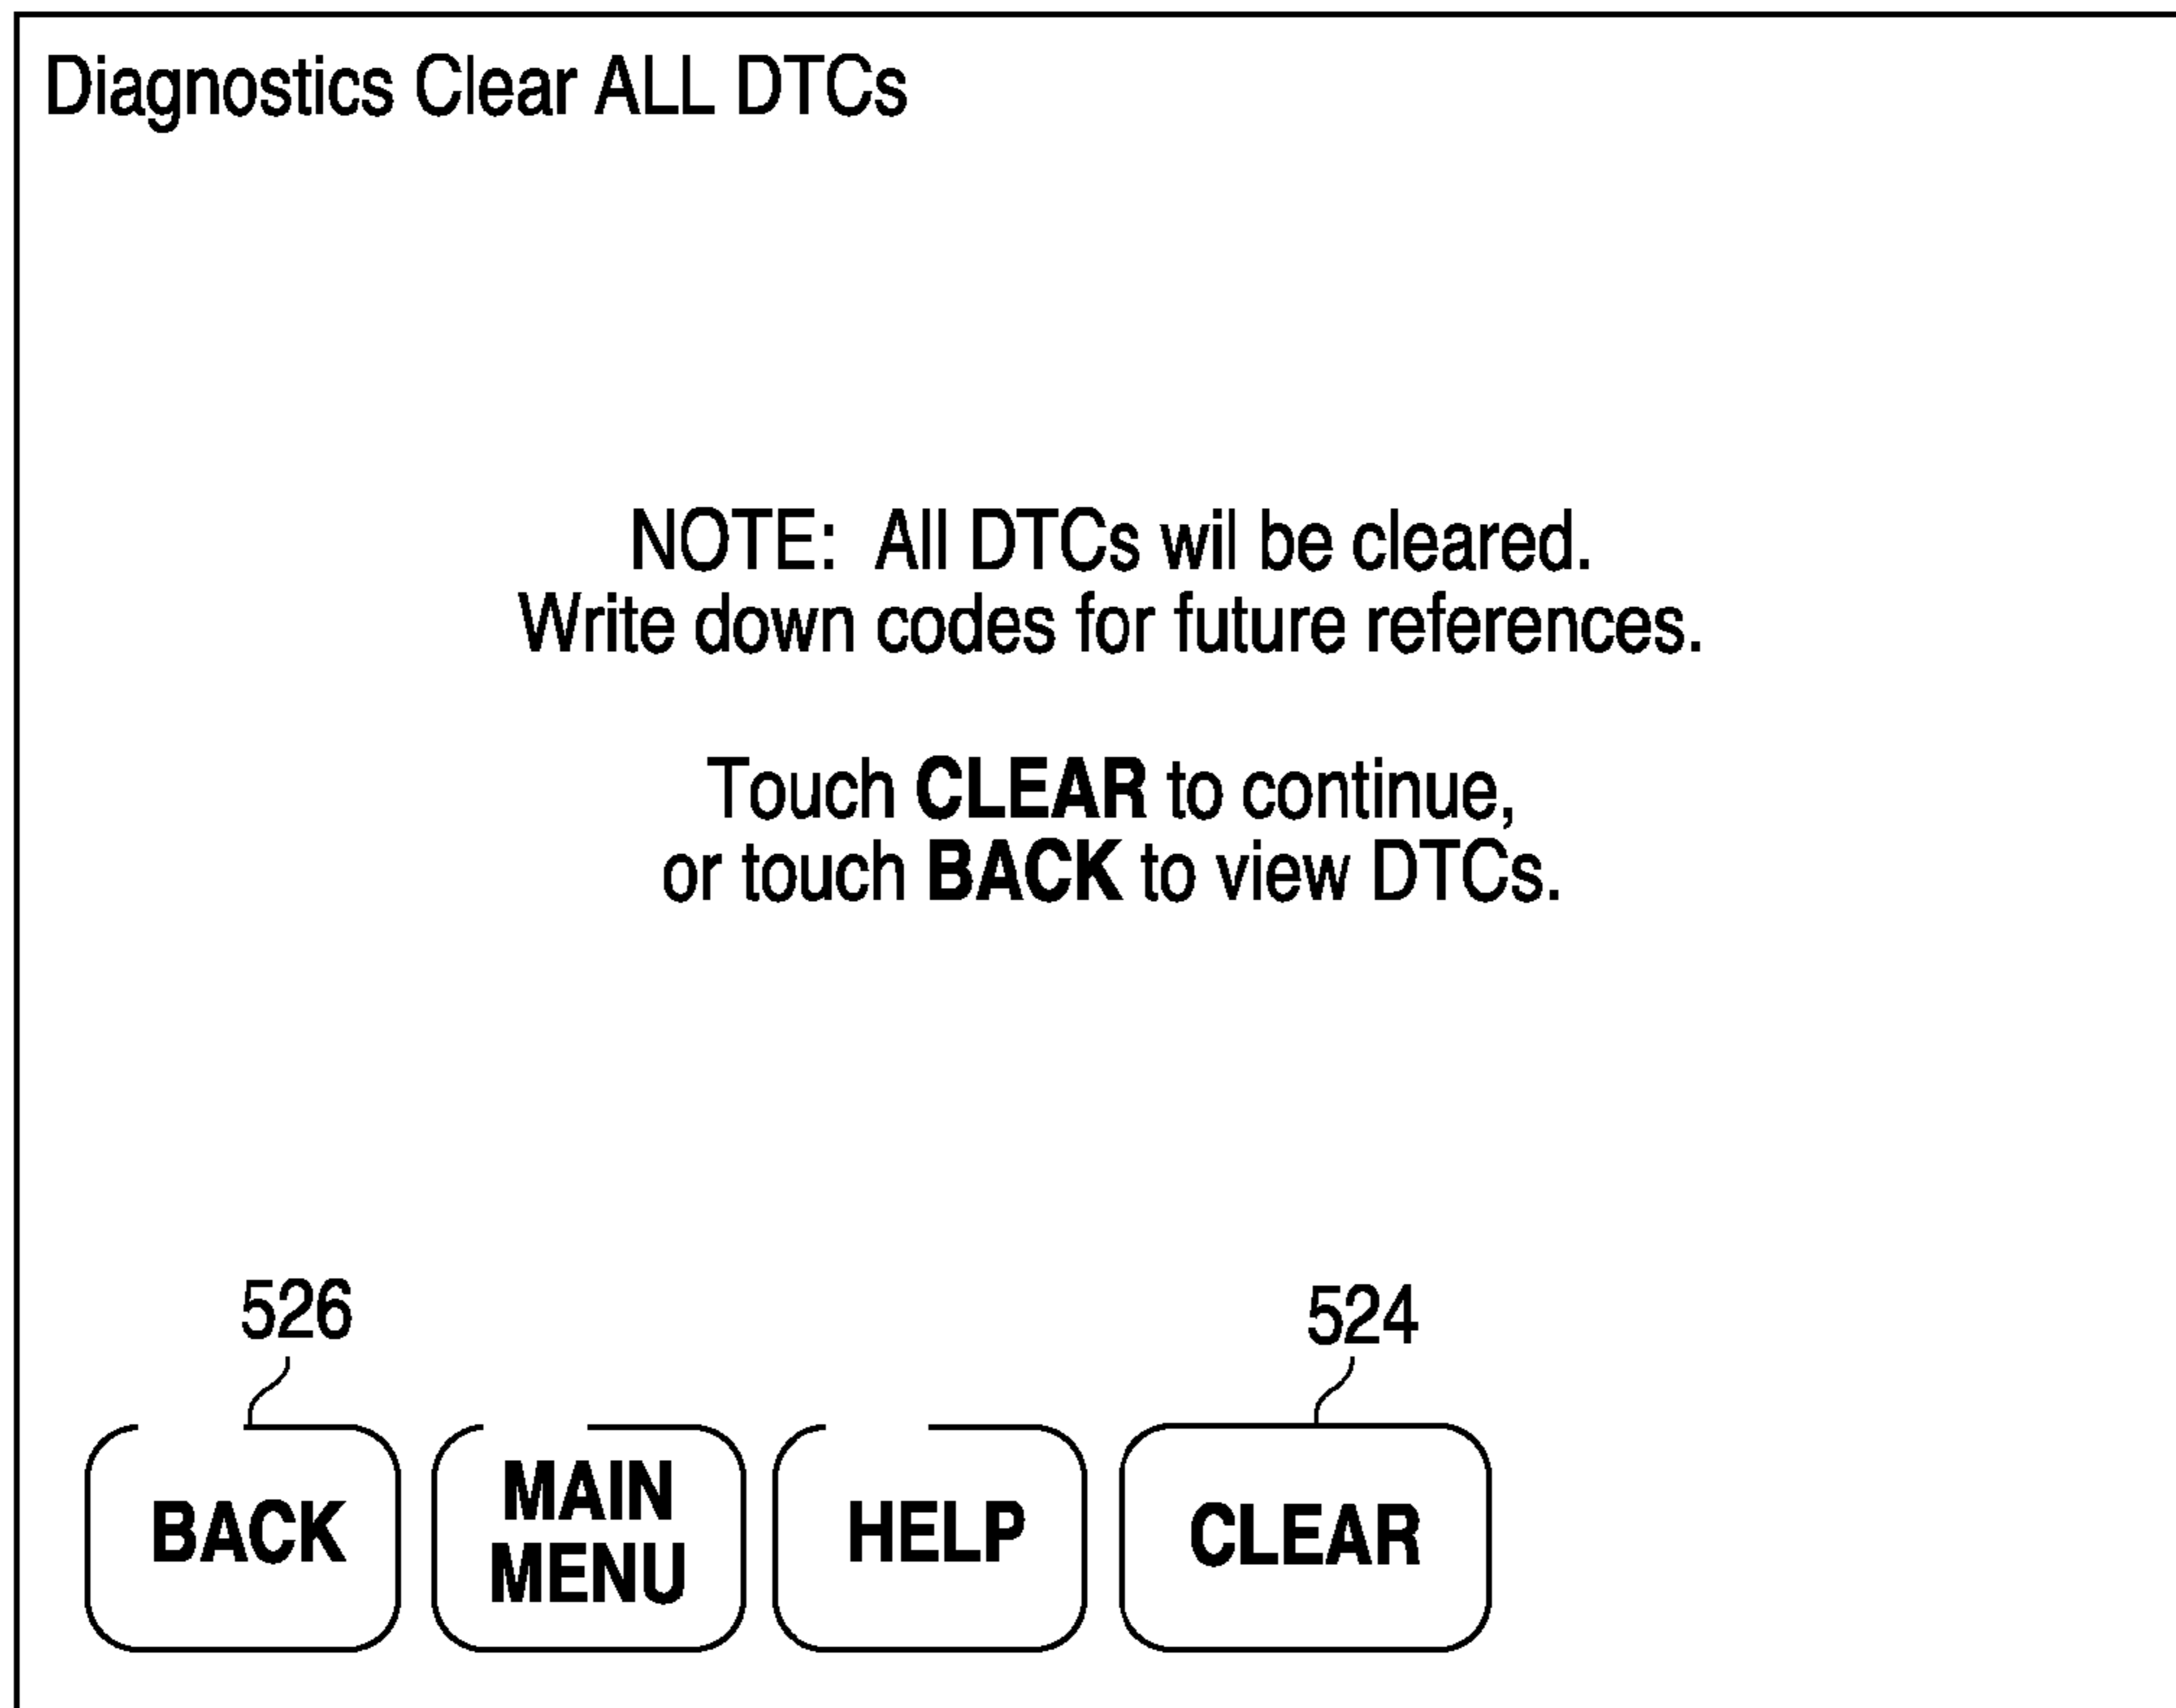 Diagnostics Clear ALL DTCs
NOTE: All DTCs wil be cleared.
Write down codes for future references.
Touch CLEAR to continue,
or touch BACK to view DTCs.
526
524
BACK
MAIN
MENU
HELP
CLEAR